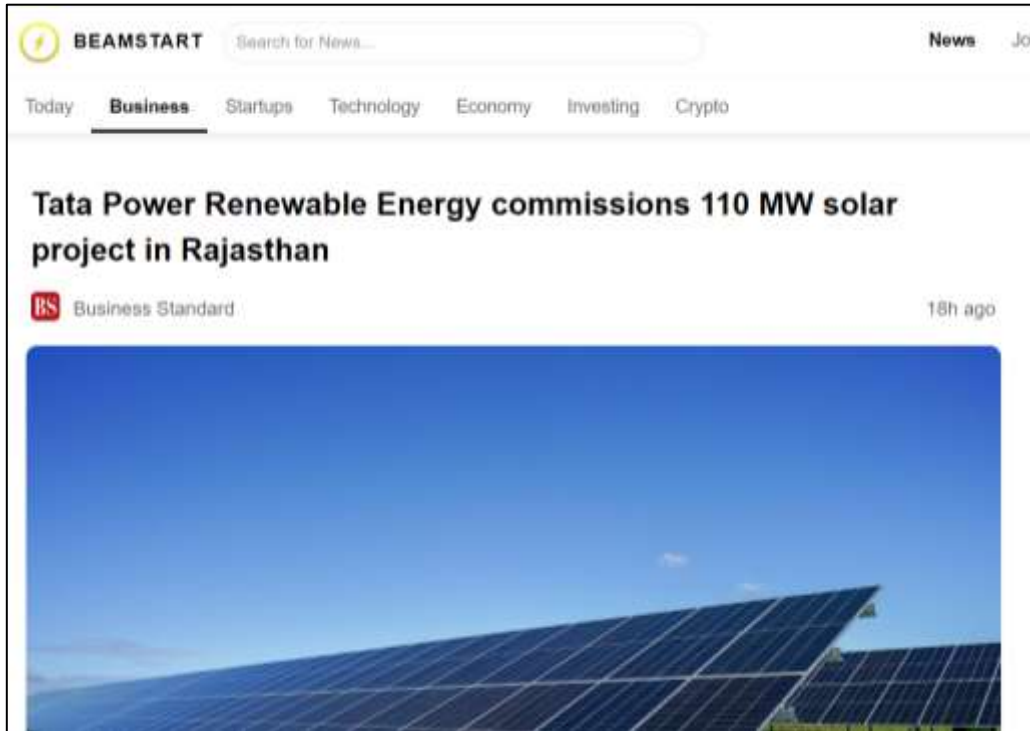 BEAMSTART Search for News... News Jo
Today Business Startups Technology Economy Investing Crypto
Tata Power Renewable Energy commissions 110 MW solar
project in Rajasthan
BS Business Standard 18h ago